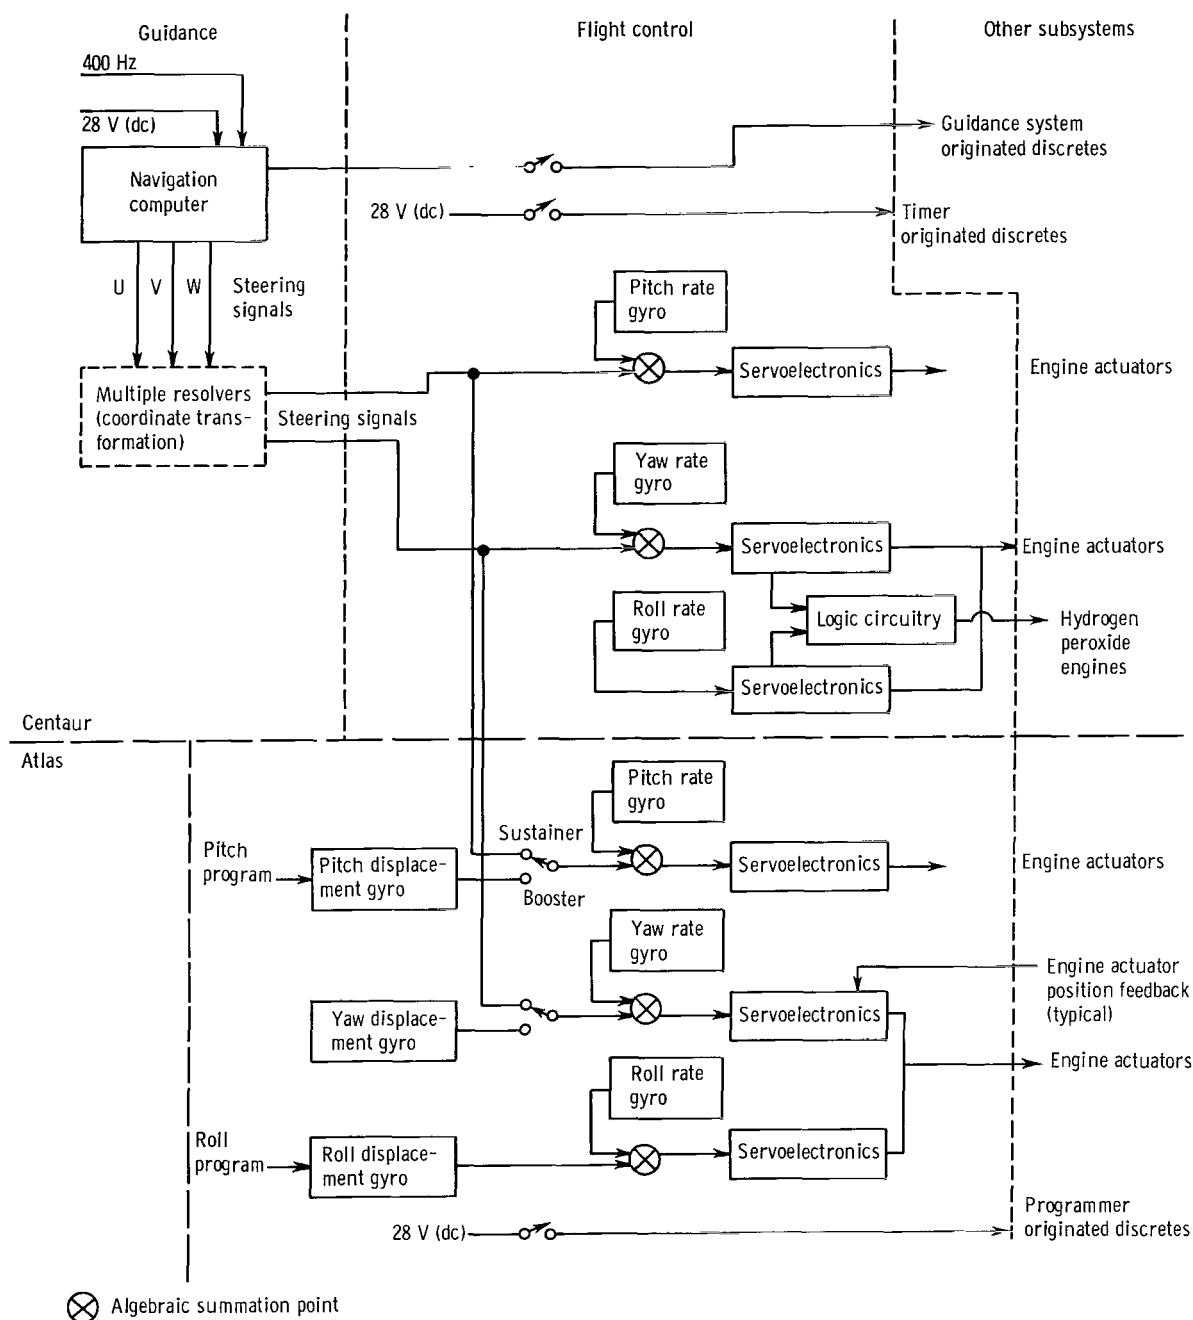 Guidance
Flight control
Other subsystems
400 Hz
28 V (dc)
Navigation
computer
Guidance system
originated discretes
28 V (dc)
Timer
originated discretes
U V W
Steering
signals
Pitch rate
gyro
Servoelectronics
Engine actuators
Multiple resolvers
(coordinate trans-
formation)
Steering signals
Yaw rate
gyro
Servoelectronics
Engine actuators
Roll rate
gyro
Logic circuitry
Hydrogen
peroxide
engines
Servoelectronics
Centaur
Atlas
Pitch rate
gyro
Sustainer
Pitch
program
Pitch displace-
ment gyro
Booster
Servoelectronics
Engine actuators
Yaw rate
gyro
Engine actuator
position feedback
(typical)
Yaw displace-
ment gyro
Servoelectronics
Engine actuators
Roll rate
gyro
Roll
program
Roll displace-
ment gyro
Servoelectronics
Programmer
originated discretes
28 V (dc)
Algebraic summation point